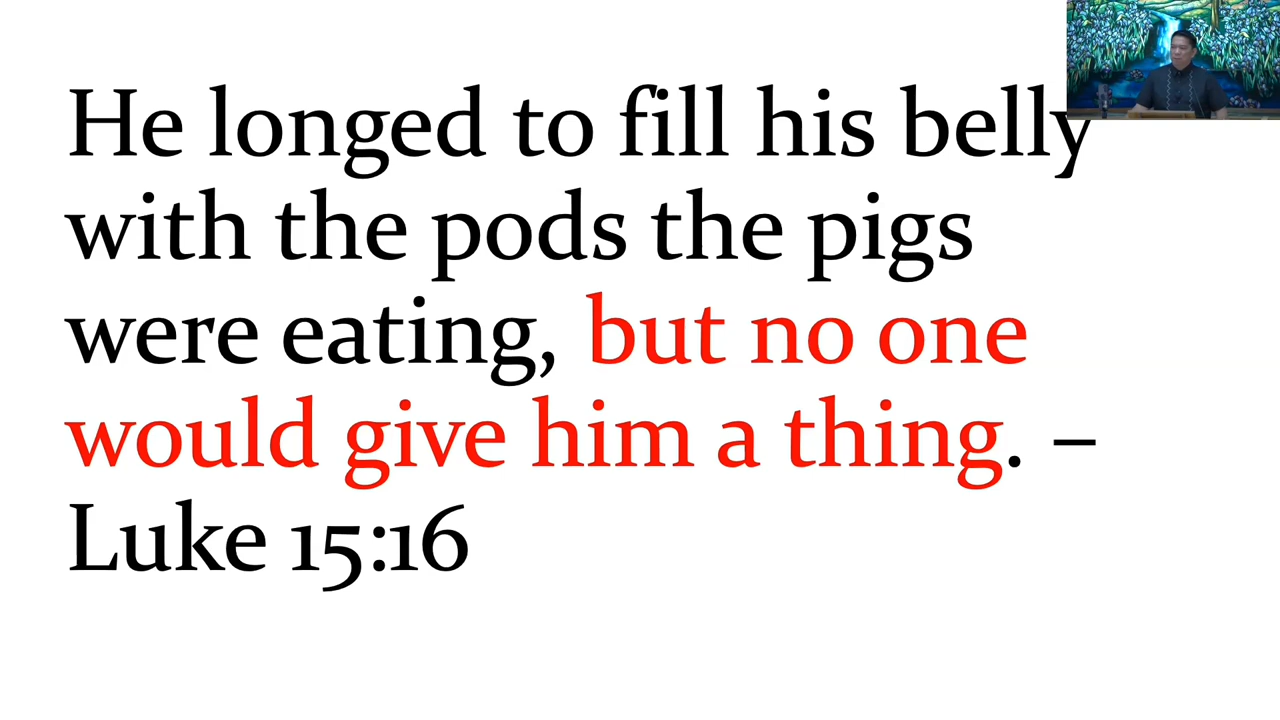 He longed to fill his belly
with the pods the pigs
were eating, but no one
would give him a thing. –
Luke 15:16